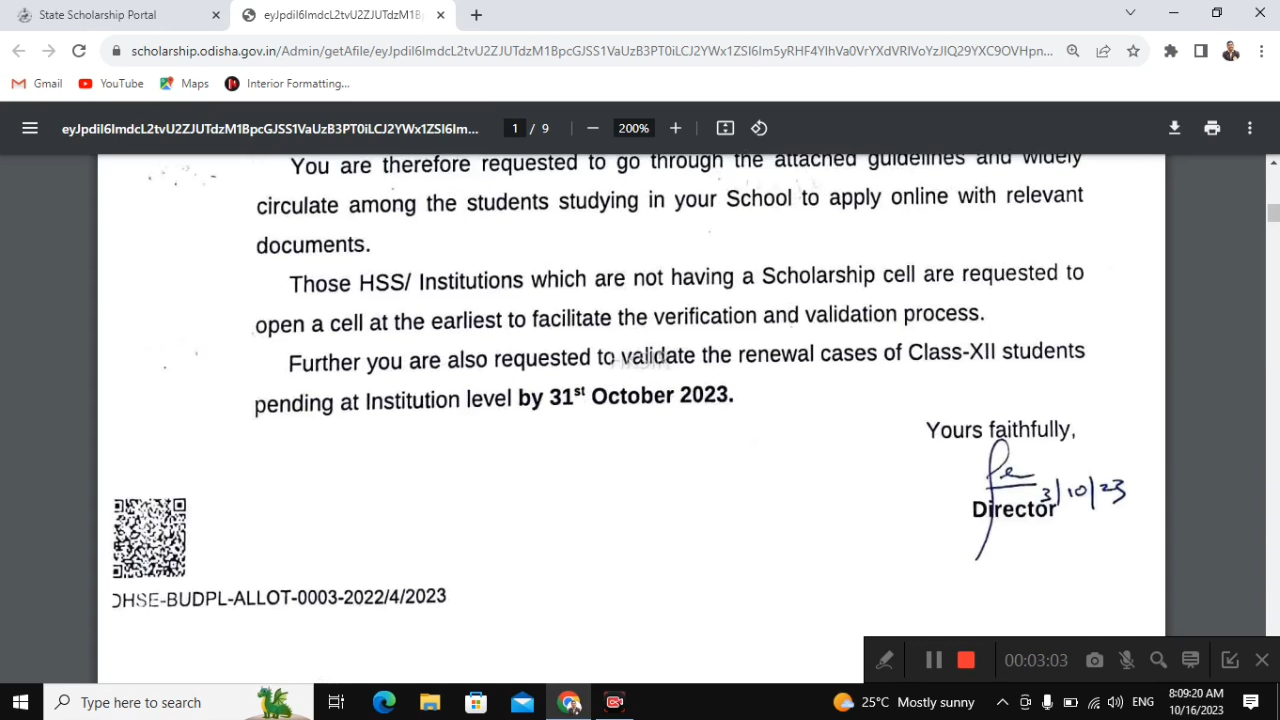 State Scholarship Portal
eyJpdiI6ImdcL2tvU2ZJUTdzM1B
scholarship.odisha.gov.in/Admin/getAfile/eyJpdiI6ImdcL2tvU2ZJUTdzM1BpcGJSS1VaUzB3PT0iLCJ2YWx1ZSI6Im5yRHF4YlhVa0VrYXdVRlVoYzJIQ29YXC9OVHpn...
Gmail
YouTube
Maps
Interior Formatting...
eyJpdiI6ImdcL2tvU2ZJUTdzM1BpcGJSS1VaUzB3PT0iLCJ2YWx1ZSI6Im...
1 / 9
200%
You are therefore requested to go through the attached guidelines and widely
circulate among the students studying in your School to apply online with relevant
documents.
Those HSS/ Institutions which are not having a Scholarship cell are requested to
open a cell at the earliest to facilitate the verification and validation process.
Further you are also requested to validate the renewal cases of Class-XII students
pending at Institution level by 31st October 2023.
Yours faithfully,
3/10/23
Director
DHSE-BUDPL-ALLOT-0003-2022/4/2023
00:03:03
Type here to search
25°C Mostly sunny
ENG
8:09:20 AM
10/16/2023